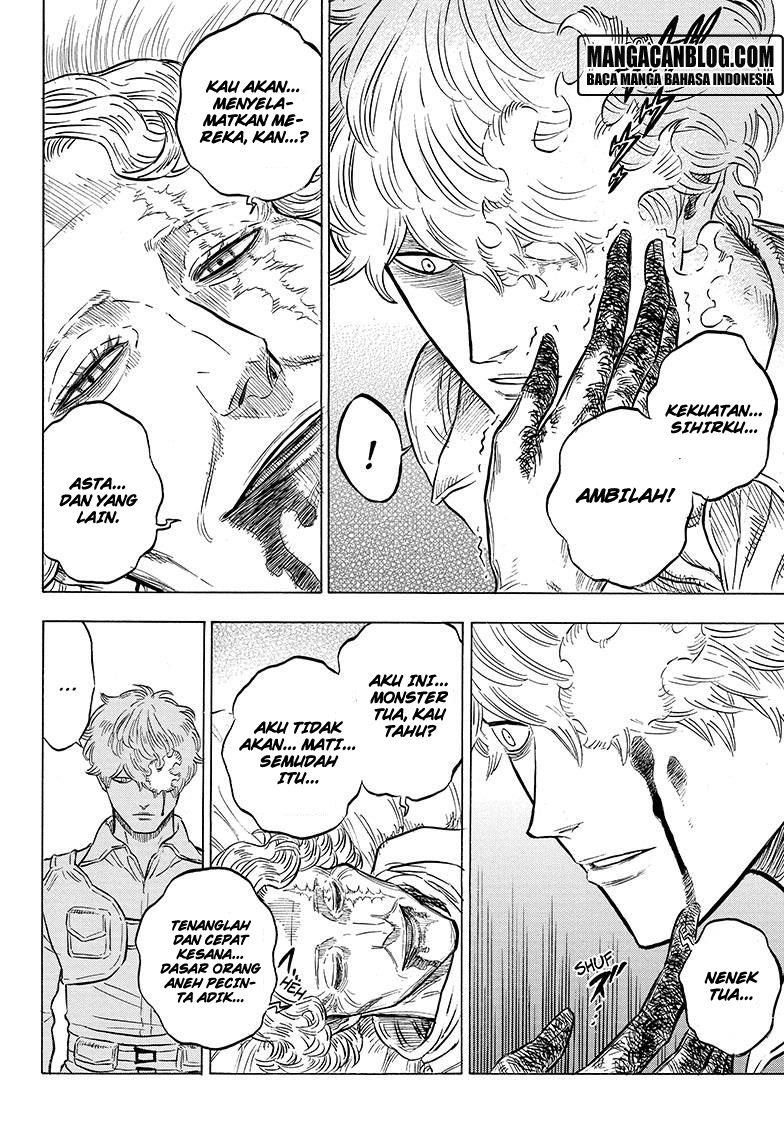 MANGACANBLOG.COM
BACA MANGA BAHASA INDONESIA
KEKUATAN...
SIHIRKU...
AMBILAH!
!
KAU AKAN...
MENYELA-
MATKAN ME-
REKA, KAN...?
ASTA...
DAN YANG
LAIN.
NENEK
TUA...
SHUF
AKU INI...
MONSTER
TUA, KAU
TAHU?
AKU TIDAK
AKAN... MATI...
SEMUDAH
ITU...
HEH
TENANGLAH
DAN CEPAT
KESANA...
DASAR ORANG
ANEH PECIN-
TA ADIK...
...